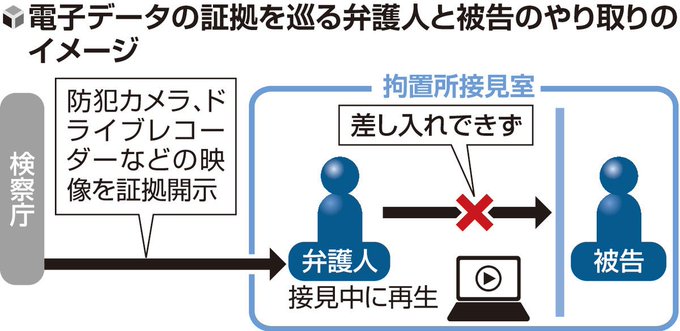 電子データの証拠を巡る弁護人と被告のやり取りの
イメージ
検察庁
防犯カメラ、ド
ライブレコー
ダーなどの映
像を証拠開示
拘置所接見室
差し入れできず
弁護人
被告
接見中に再生